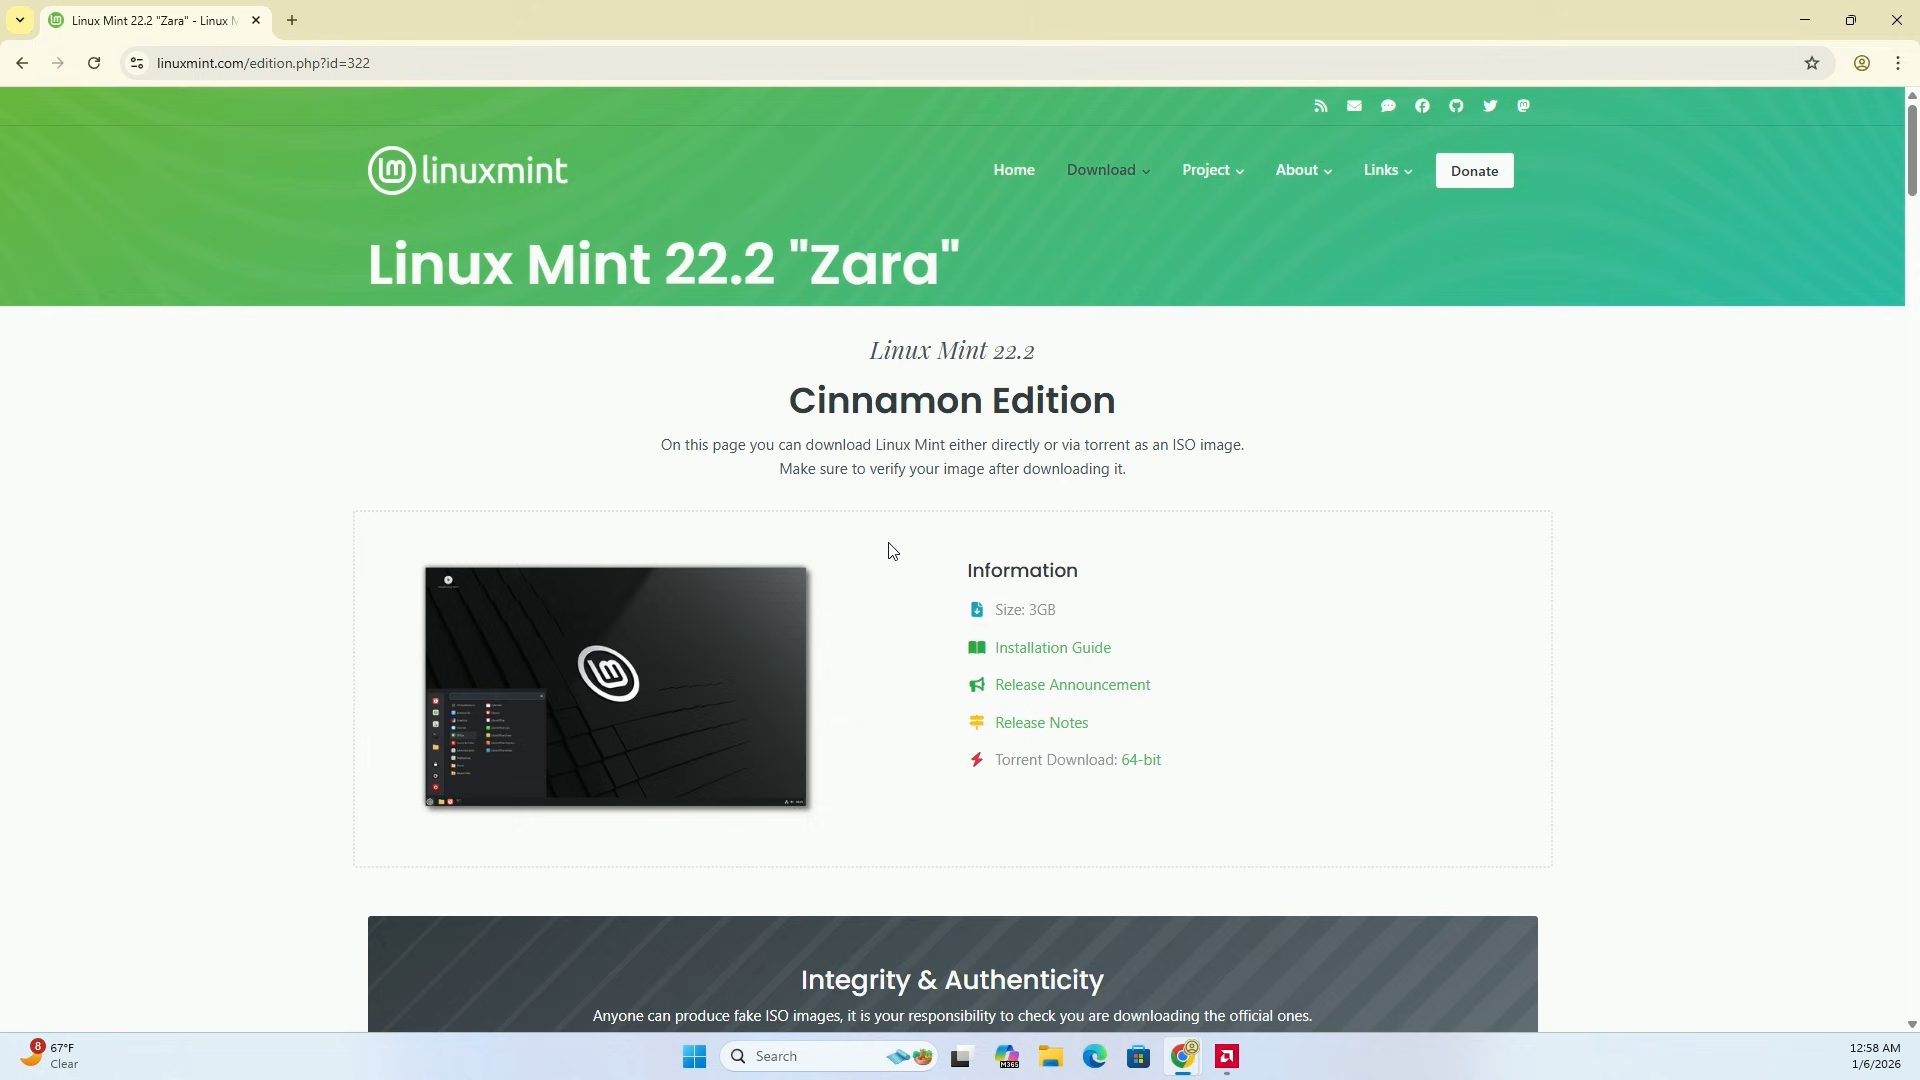 Linux Mint 22.2 "Zara" - Linux M
linuxmint.com/edition.php?id=322
linuxmint
Home
Download
Project
About
Links
Donate
Linux Mint 22.2 "Zara"
Linux Mint 22.2
Cinnamon Edition
On this page you can download Linux Mint either directly or via torrent as an ISO image.
Make sure to verify your image after downloading it.
Information
Size: 3GB
Installation Guide
Release Announcement
Release Notes
Torrent Download: 64-bit
Integrity & Authenticity
Anyone can produce fake ISO images, it is your responsibility to check you are downloading the official ones.
8
67°F
Clear
Search
M365
12:58 AM
1/6/2026